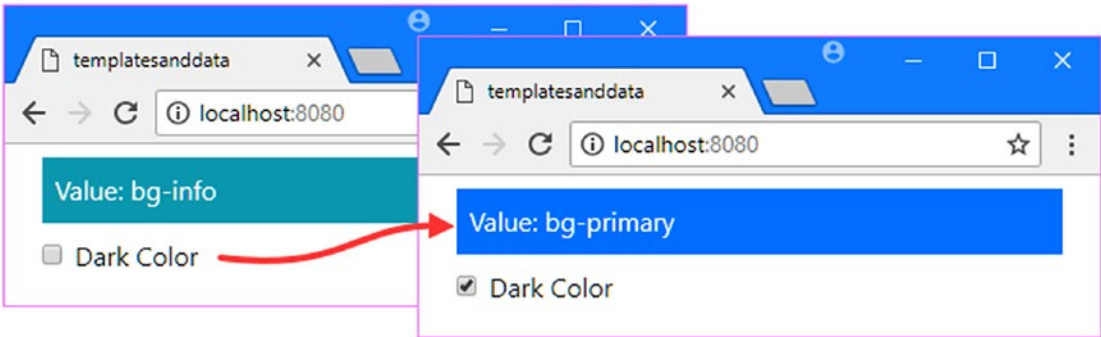 templatesanddata
localhost:8080
Value: bg-info
Dark Color
templatesanddata
localhost:8080
Value: bg-primary
Dark Color